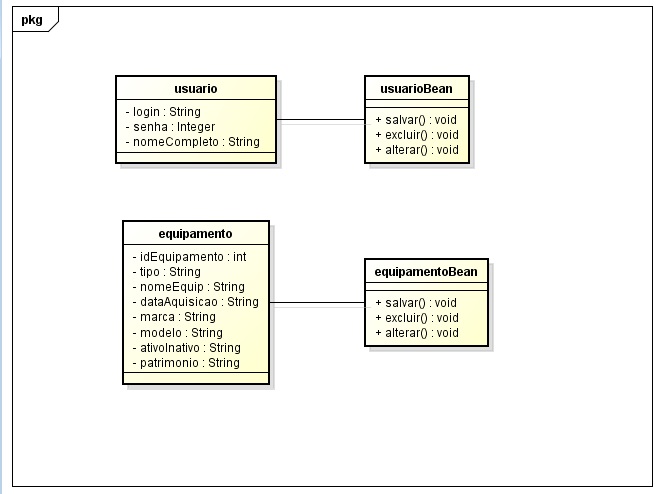 pkg
usuario
- login : String
- senha : Integer
- nomeCompleto : String
usuarioBean
+ salvar() : void
+ excluir() : void
+ alterar() : void
equipamento
- idEquipamento : int
- tipo : String
- nomeEquip : String
- dataAquisicao : String
- marca : String
- modelo : String
- ativoInativo : String
- patrimonio : String
equipamentoBean
+ salvar() : void
+ excluir() : void
+ alterar() : void